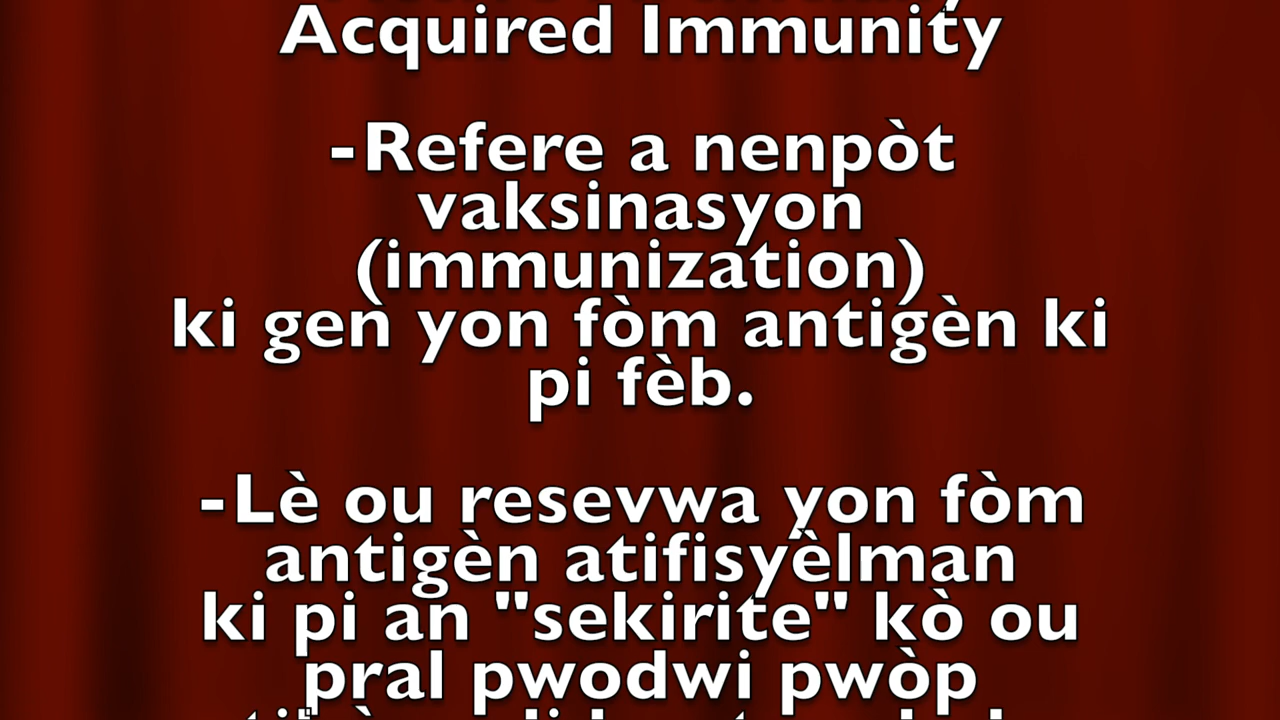 Acquired Immunity
-Refere a nenpòt
vaksinasyon
(immunization)
ki gen yon fòm antigèn ki
pi fèb.
-Lè ou resevwa yon fòm
antigèn atifisyèlman
ki pi an "sekirite" kò ou
pral pwodwi pwòp